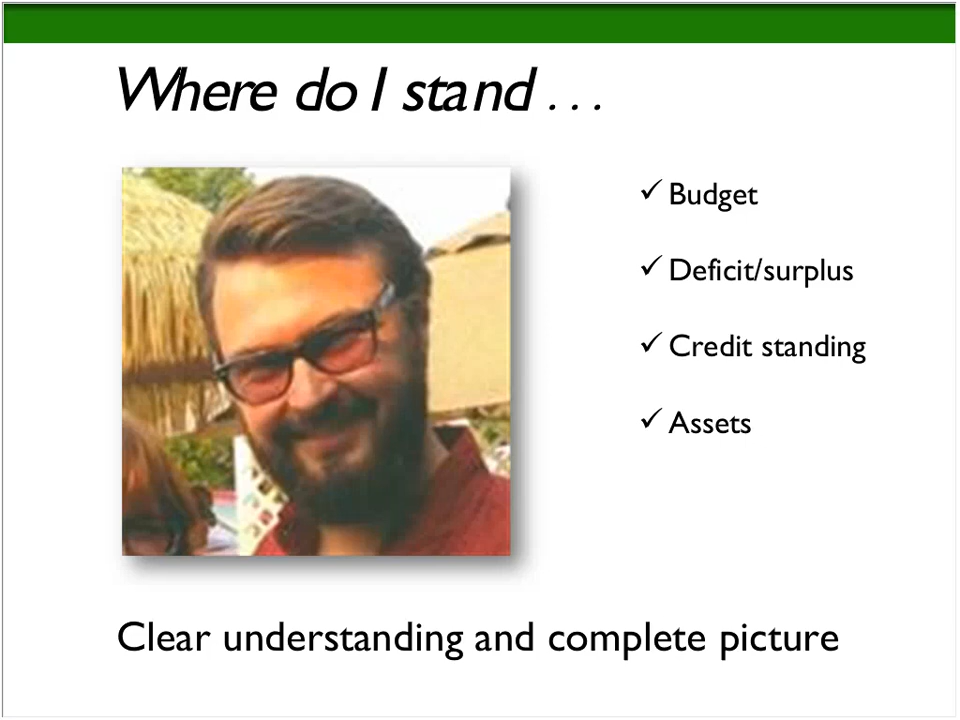 Where do I stand . . .
✓ Budget
✓ Deficit/surplus
✓ Credit standing
✓ Assets
Clear understanding and complete picture